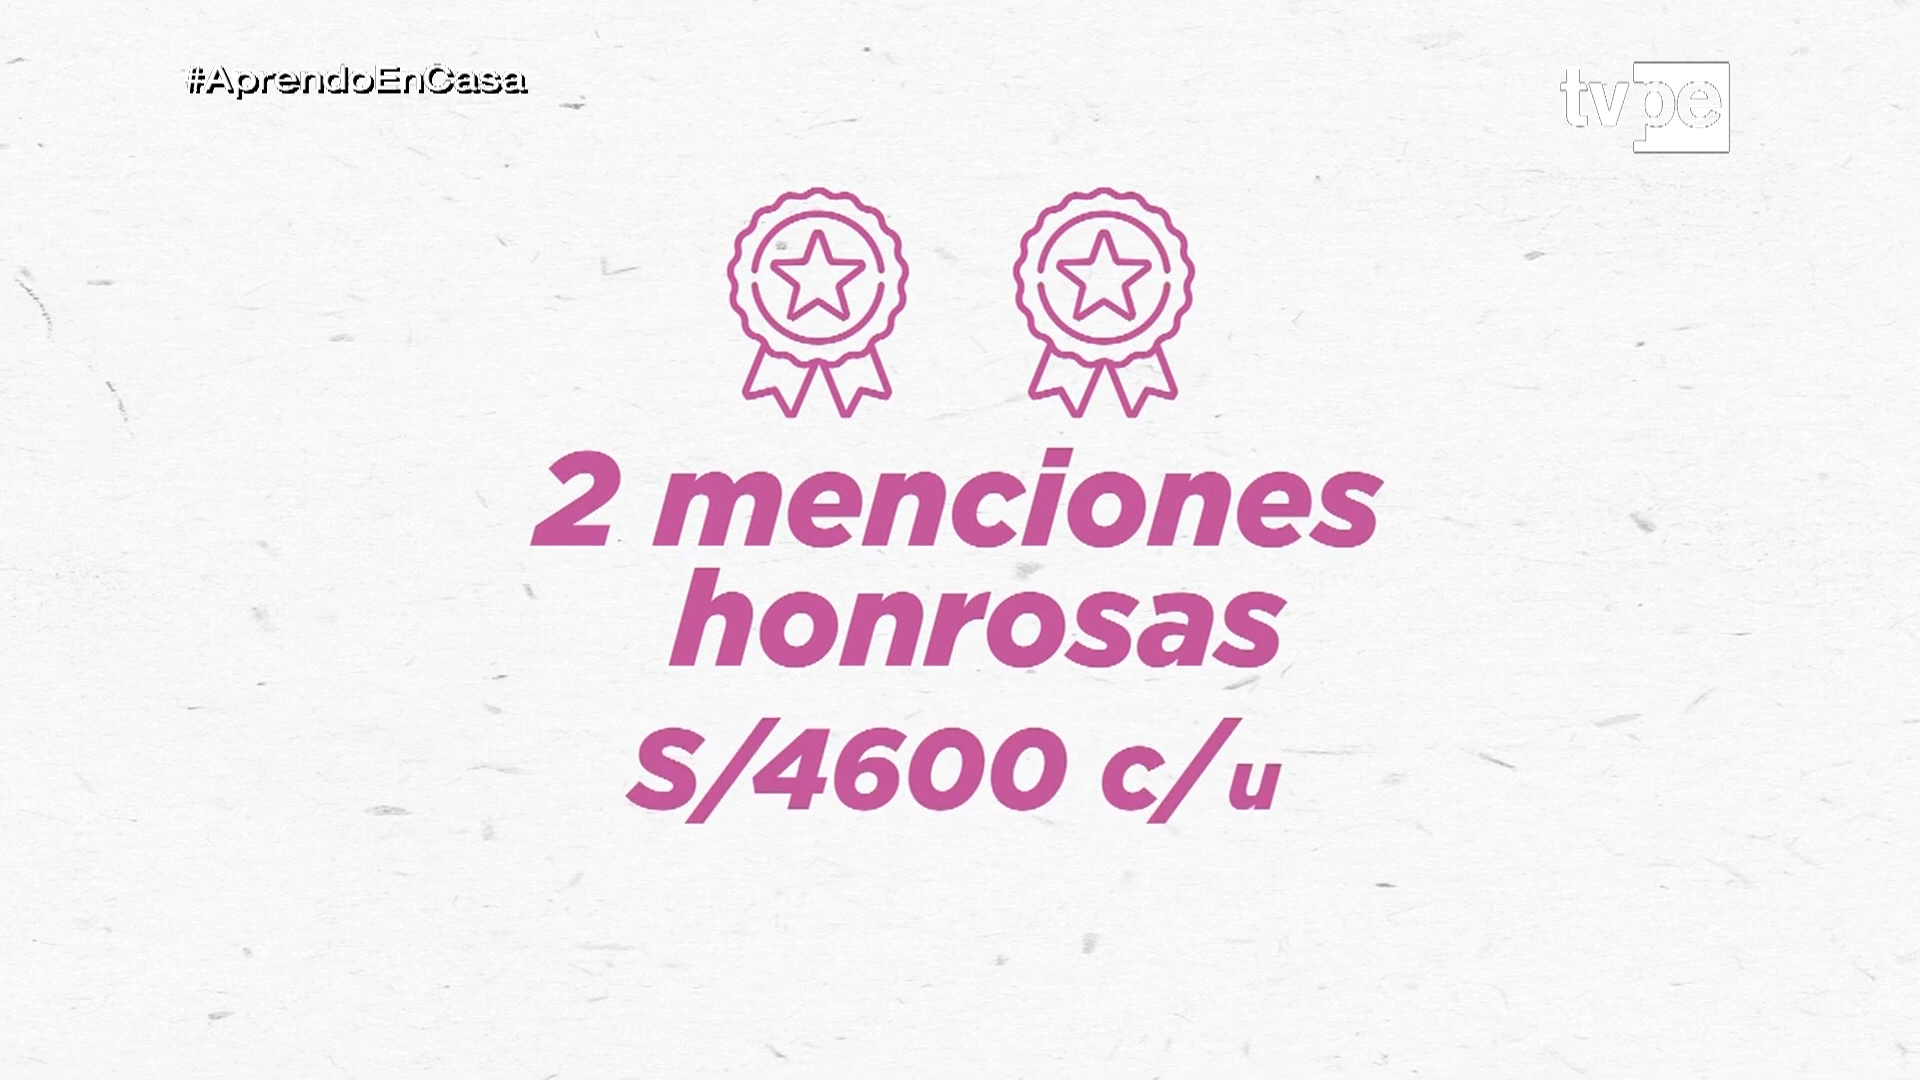 #AprendoEnCasa
tvpe
2 menciones
honrosas
S/4600 c/u